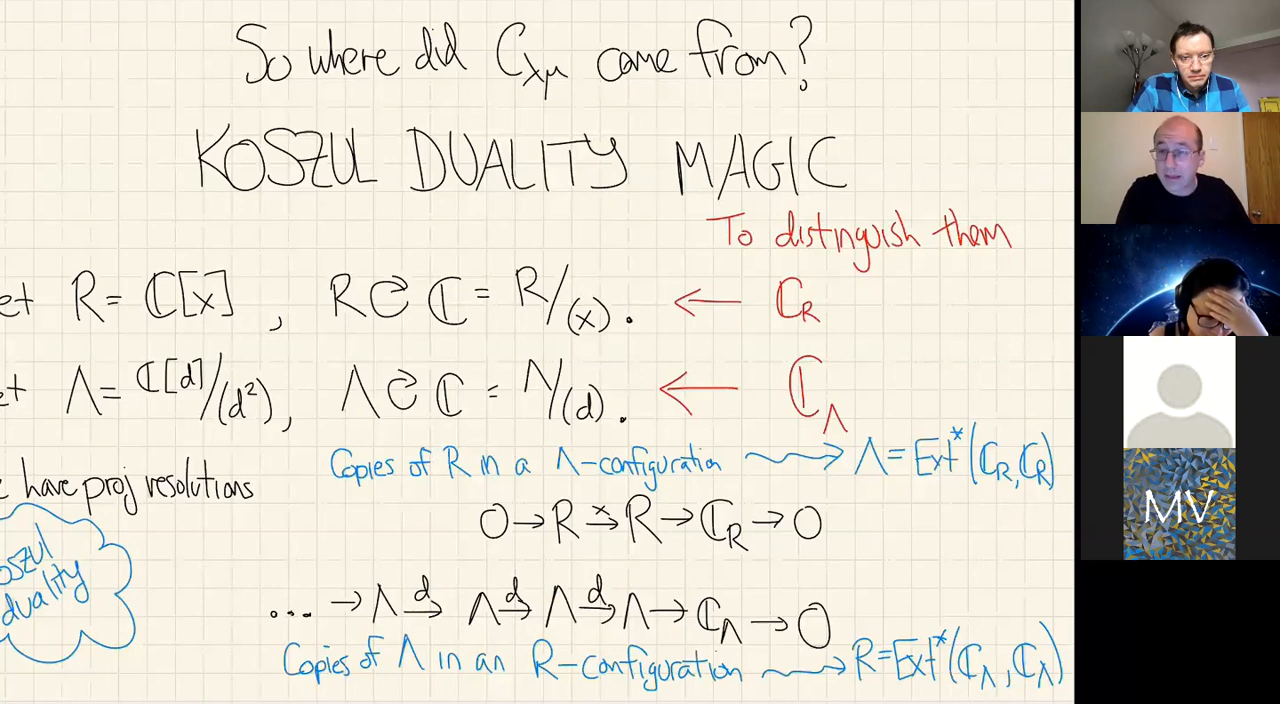 So where did C_{λμ} come from?
KOSZUL DUALITY MAGIC
To distinguish them
et R = ℂ[x] , R ↻ ℂ = R/(x). ← ℂ_R
et Λ = ℂ[d]/(d²), Λ ↻ ℂ = Λ/(d). ← ℂ_Λ
Copies of R in a Λ-configuration ⟿ Λ = Ext*(ℂ_R, ℂ_R)
e have proj resolutions
0 → R →^x R → ℂ_R → 0
oszul
duality
... → Λ →^d Λ →^d Λ →^d Λ → ℂ_Λ → 0
Copies of Λ in an R-configuration ⟿ R = Ext*(ℂ_Λ, ℂ_Λ)
MV